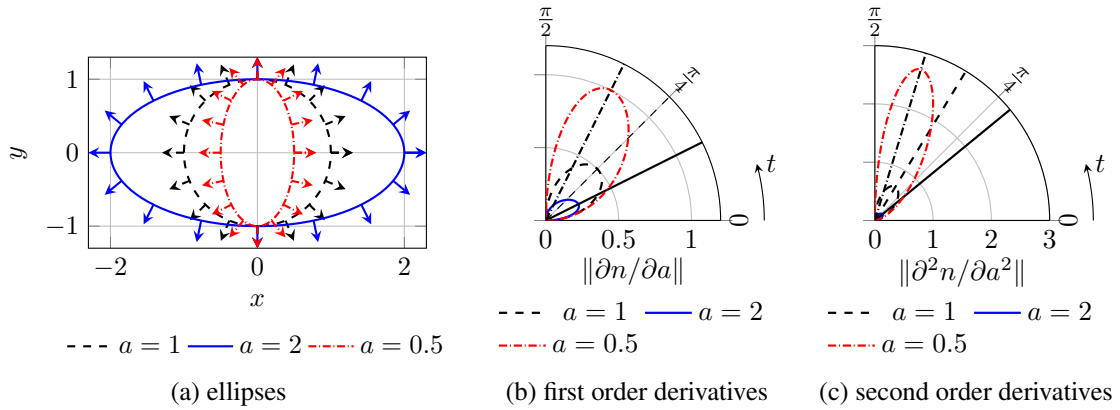 1
0
−1
y
−2
0
2
x
a = 1
a = 2
a = 0.5
(a) ellipses
π/2
π/4
t
0
0
0.5
1
∥∂n/∂a∥
a = 1
a = 2
a = 0.5
(b) first order derivatives
π/2
π/4
t
0
0
1
2
3
∥∂²n/∂a²∥
a = 1
a = 2
a = 0.5
(c) second order derivatives